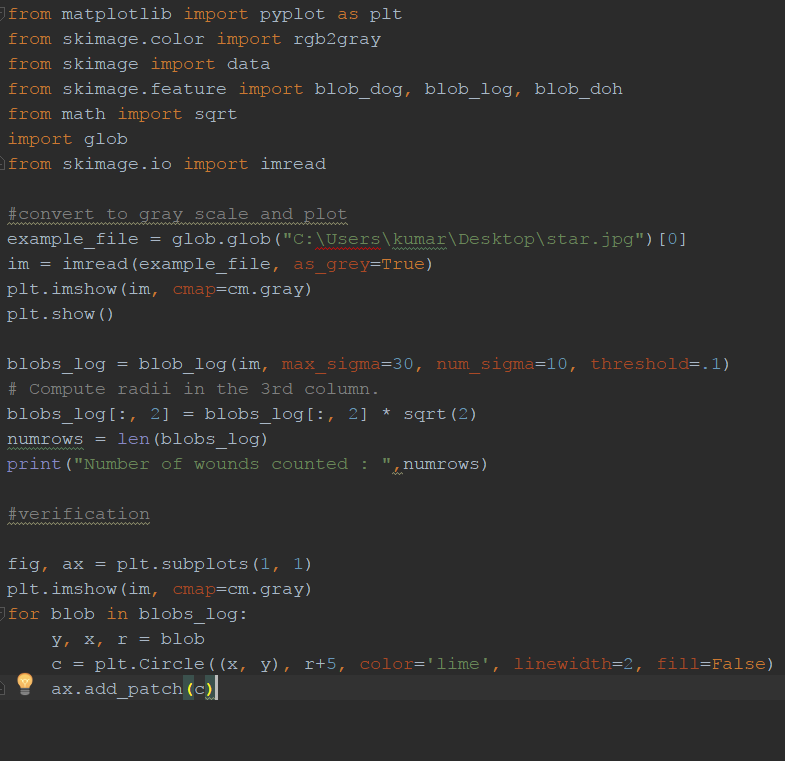 from matplotlib import pyplot as plt
from skimage.color import rgb2gray
from skimage import data
from skimage.feature import blob_dog, blob_log, blob_doh
from math import sqrt
import glob
from skimage.io import imread

#convert to gray scale and plot
example_file = glob.glob("C:\Users\kumar\Desktop\star.jpg")[0]
im = imread(example_file, as_grey=True)
plt.imshow(im, cmap=cm.gray)
plt.show()

blobs_log = blob_log(im, max_sigma=30, num_sigma=10, threshold=.1)
# Compute radii in the 3rd column.
blobs_log[:, 2] = blobs_log[:, 2] * sqrt(2)
numrows = len(blobs_log)
print("Number of wounds counted : ",numrows)

#verification

fig, ax = plt.subplots(1, 1)
plt.imshow(im, cmap=cm.gray)
for blob in blobs_log:
    y, x, r = blob
    c = plt.Circle((x, y), r+5, color='lime', linewidth=2, fill=False)
    ax.add_patch(c)